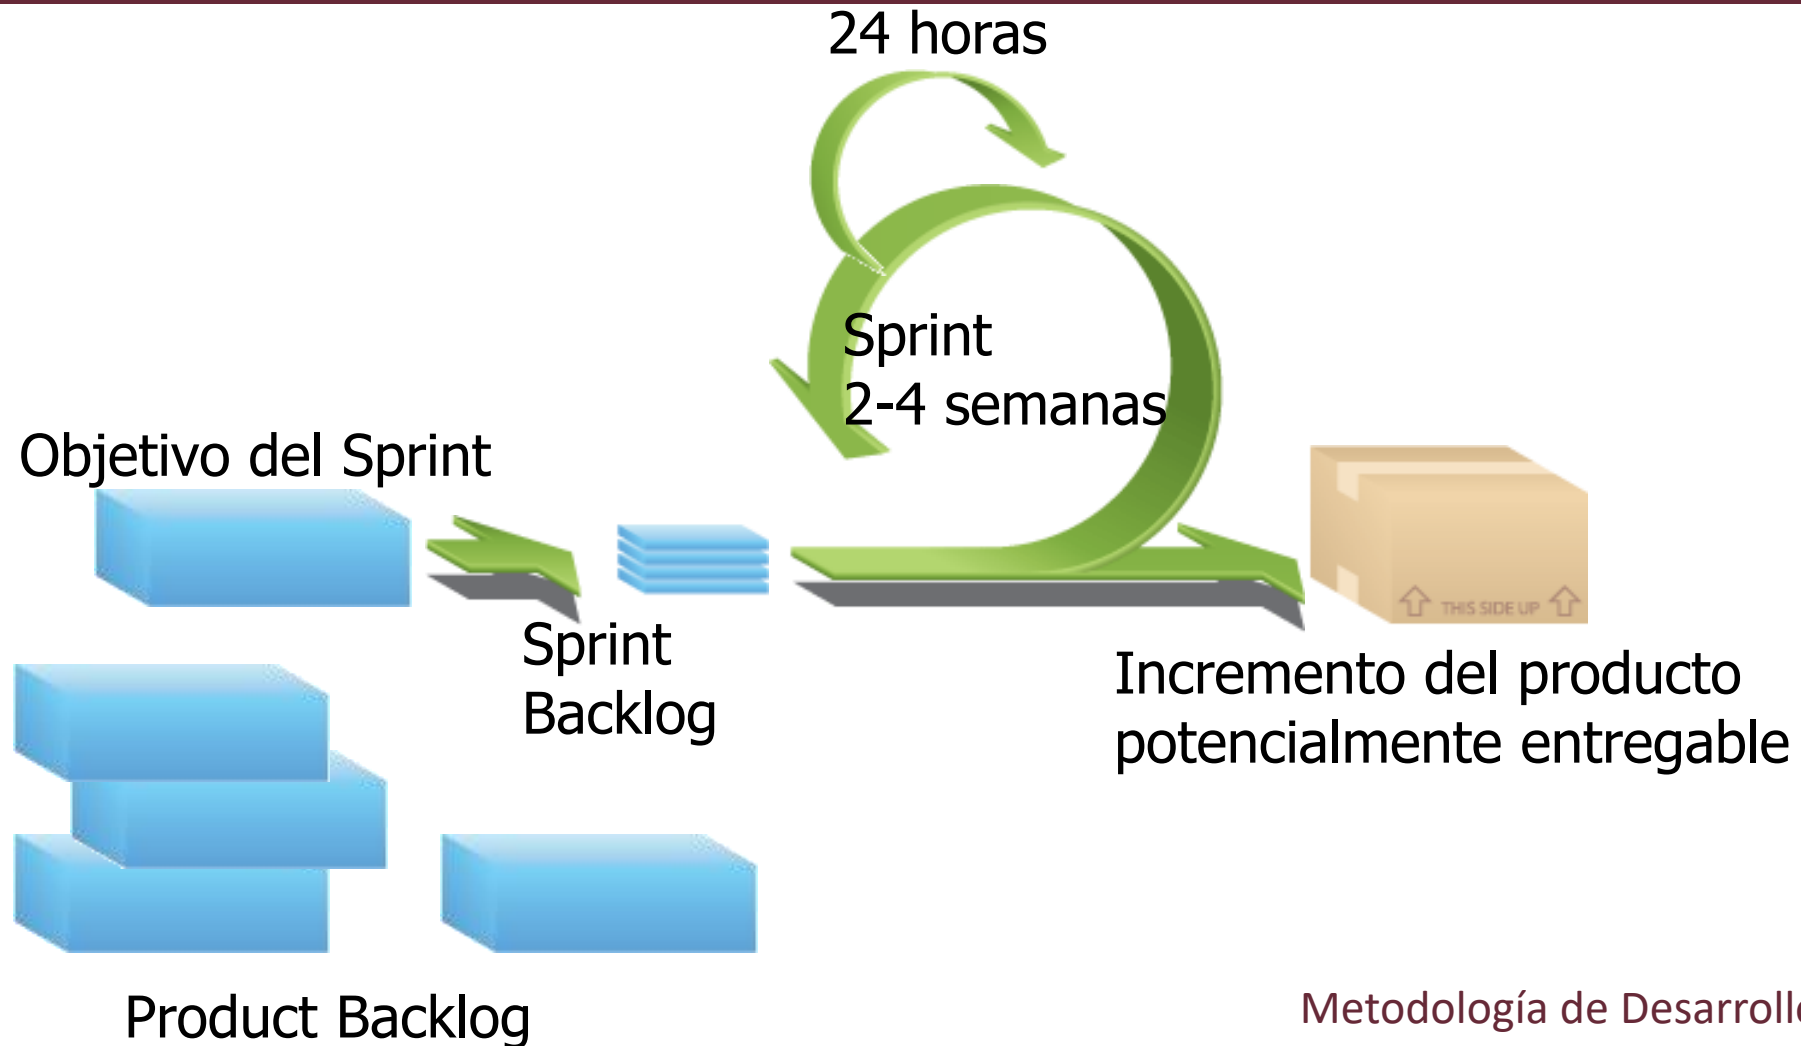 24 horas
Sprint
2-4 semanas
Objetivo del Sprint
THIS SIDE UP
Sprint
Backlog
Incremento del producto
potencialmente entregable
Product Backlog
Metodología de Desarrollo